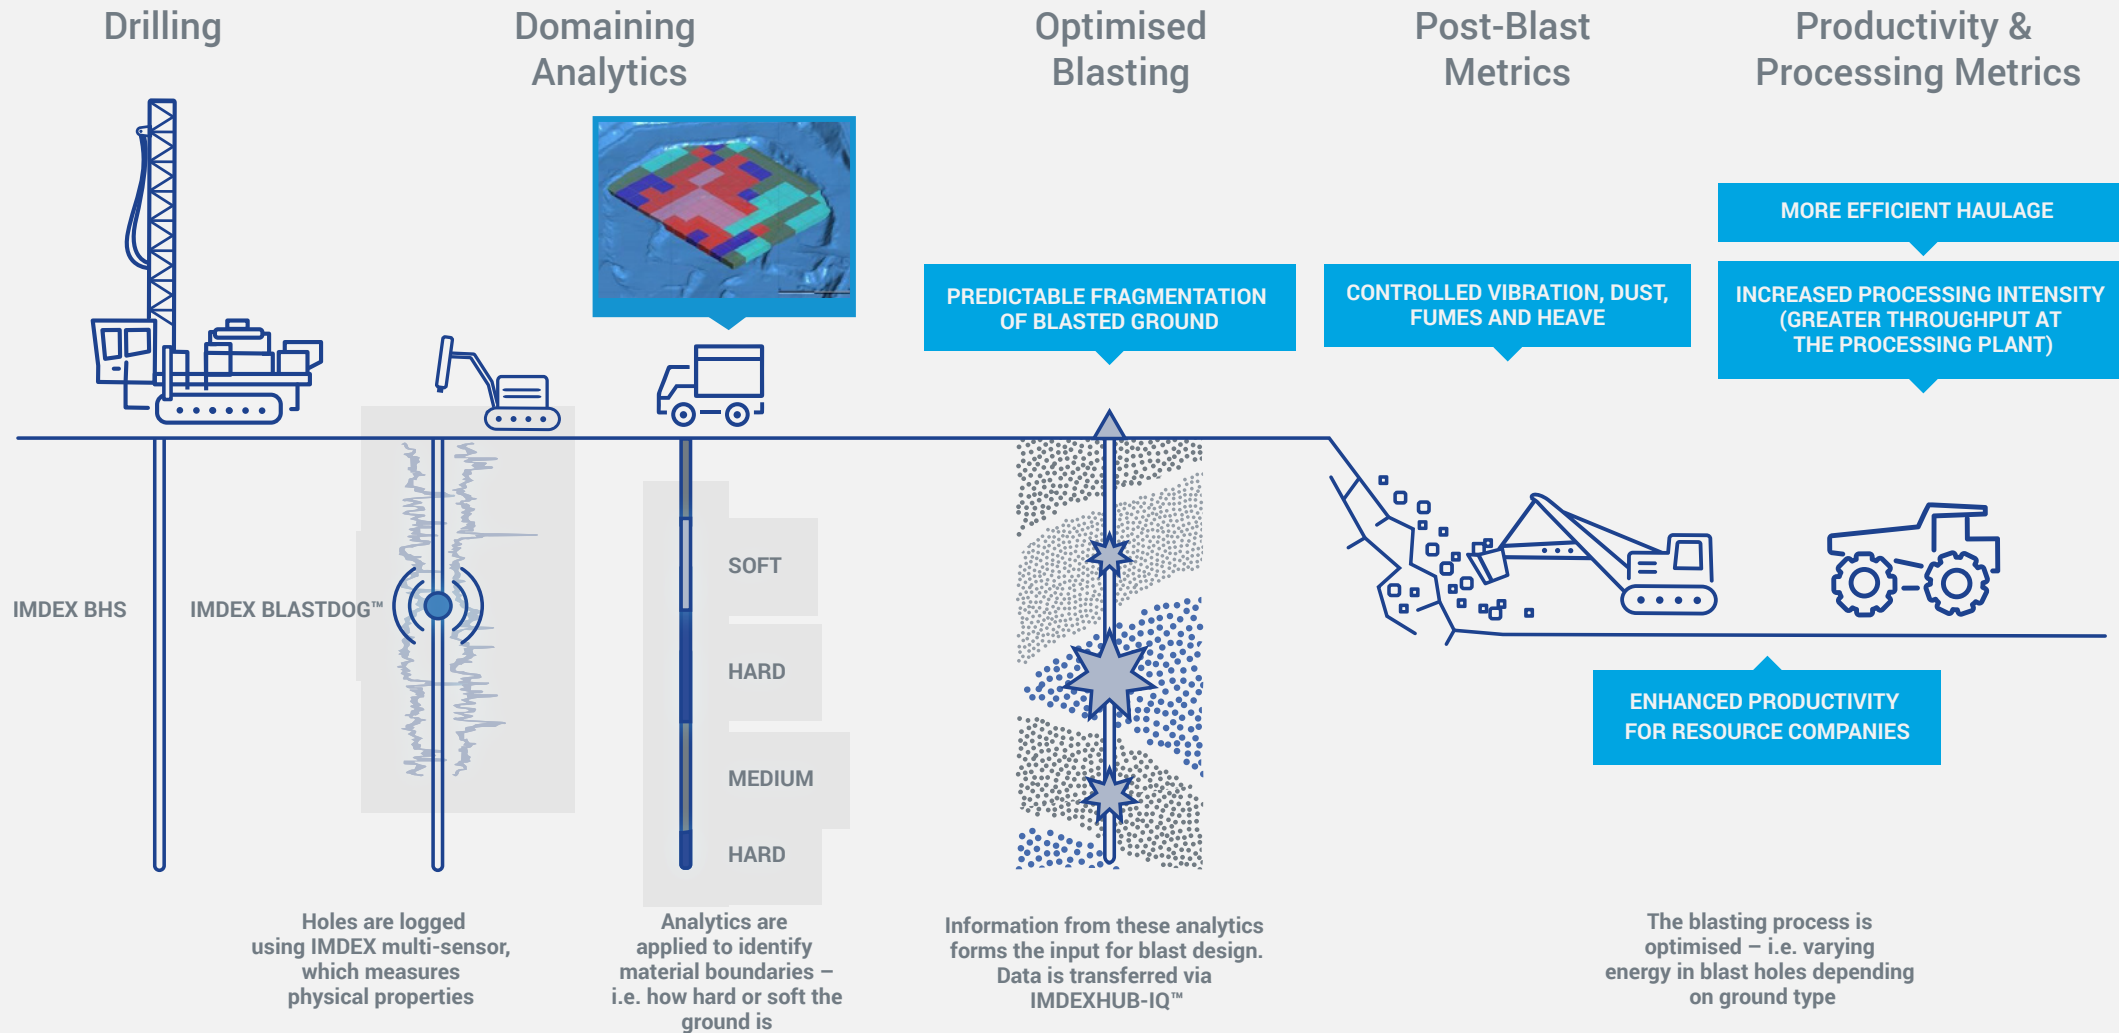 Drilling
Domaining
Analytics
Optimised
Blasting
Post-Blast
Metrics
Productivity &
Processing Metrics
MORE EFFICIENT HAULAGE
PREDICTABLE FRAGMENTATION
OF BLASTED GROUND
CONTROLLED VIBRATION, DUST,
FUMES AND HEAVE
INCREASED PROCESSING INTENSITY
(GREATER THROUGHPUT AT
THE PROCESSING PLANT)
IMDEX BHS
IMDEX BLASTDOG™
SOFT
HARD
MEDIUM
HARD
ENHANCED PRODUCTIVITY
FOR RESOURCE COMPANIES
Holes are logged
using IMDEX multi-sensor,
which measures
physical properties
Analytics are
applied to identify
material boundaries –
i.e. how hard or soft the
ground is
Information from these analytics
forms the input for blast design.
Data is transferred via
IMDEXHUB-IQ™
The blasting process is
optimised – i.e. varying
energy in blast holes depending
on ground type